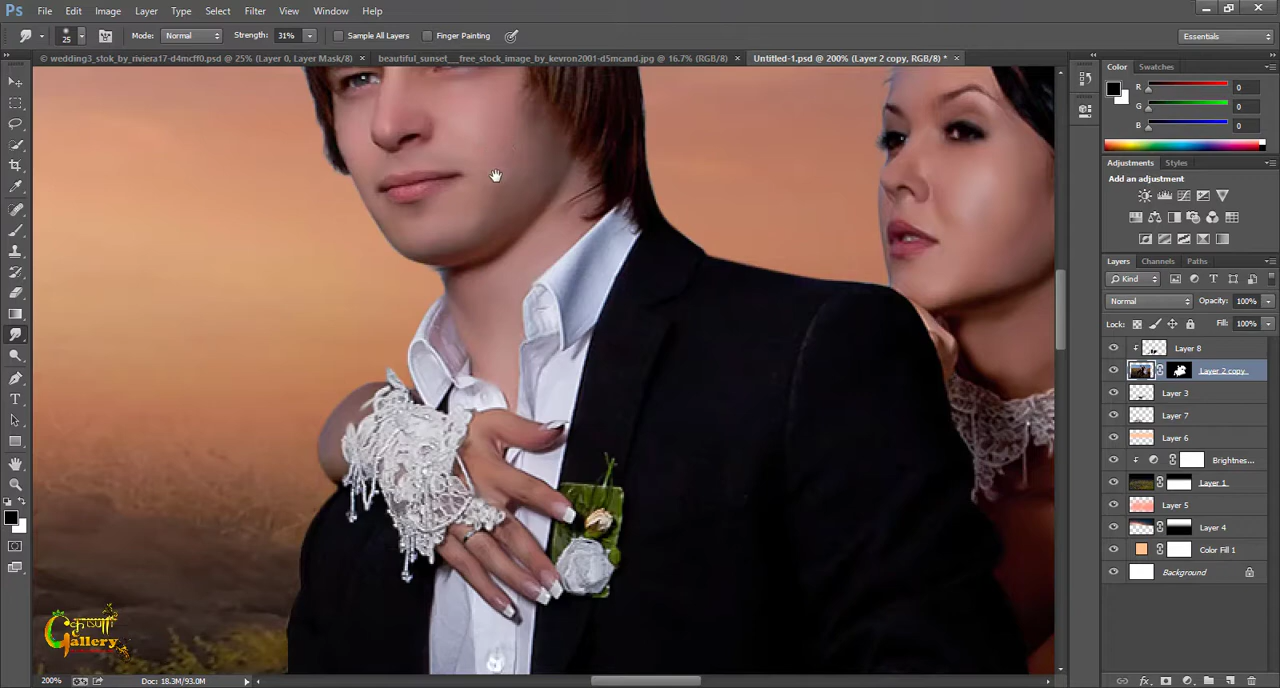 Ps File Edit Image Layer Type Select Filter View Window Help
25 Mode: Normal Strength: 31% Sample All Layers Finger Painting Essentials
© wedding3_stok_by_riviera17-d4mcff0.psd @ 25% (Layer 0, Layer Mask/8) × beautiful_sunset__free_stock_image_by_kevron2001-d5mcand.jpg @ 16.7% (RGB/8) × Untitled-1.psd @ 200% (Layer 2 copy, RGB/8) * ×
Color Swatches
R 0
G 0
B 0
Adjustments Styles
Add an adjustment
Layers Channels Paths
Kind
Normal Opacity: 100%
Lock: Fill: 100%
Layer 8
Layer 2 copy
Layer 3
Layer 7
Layer 6
Brightnes...
Layer 1
Layer 5
Layer 4
Color Fill 1
Background
कृष्णा
Gallery
200% Doc: 18.3M/93.0M